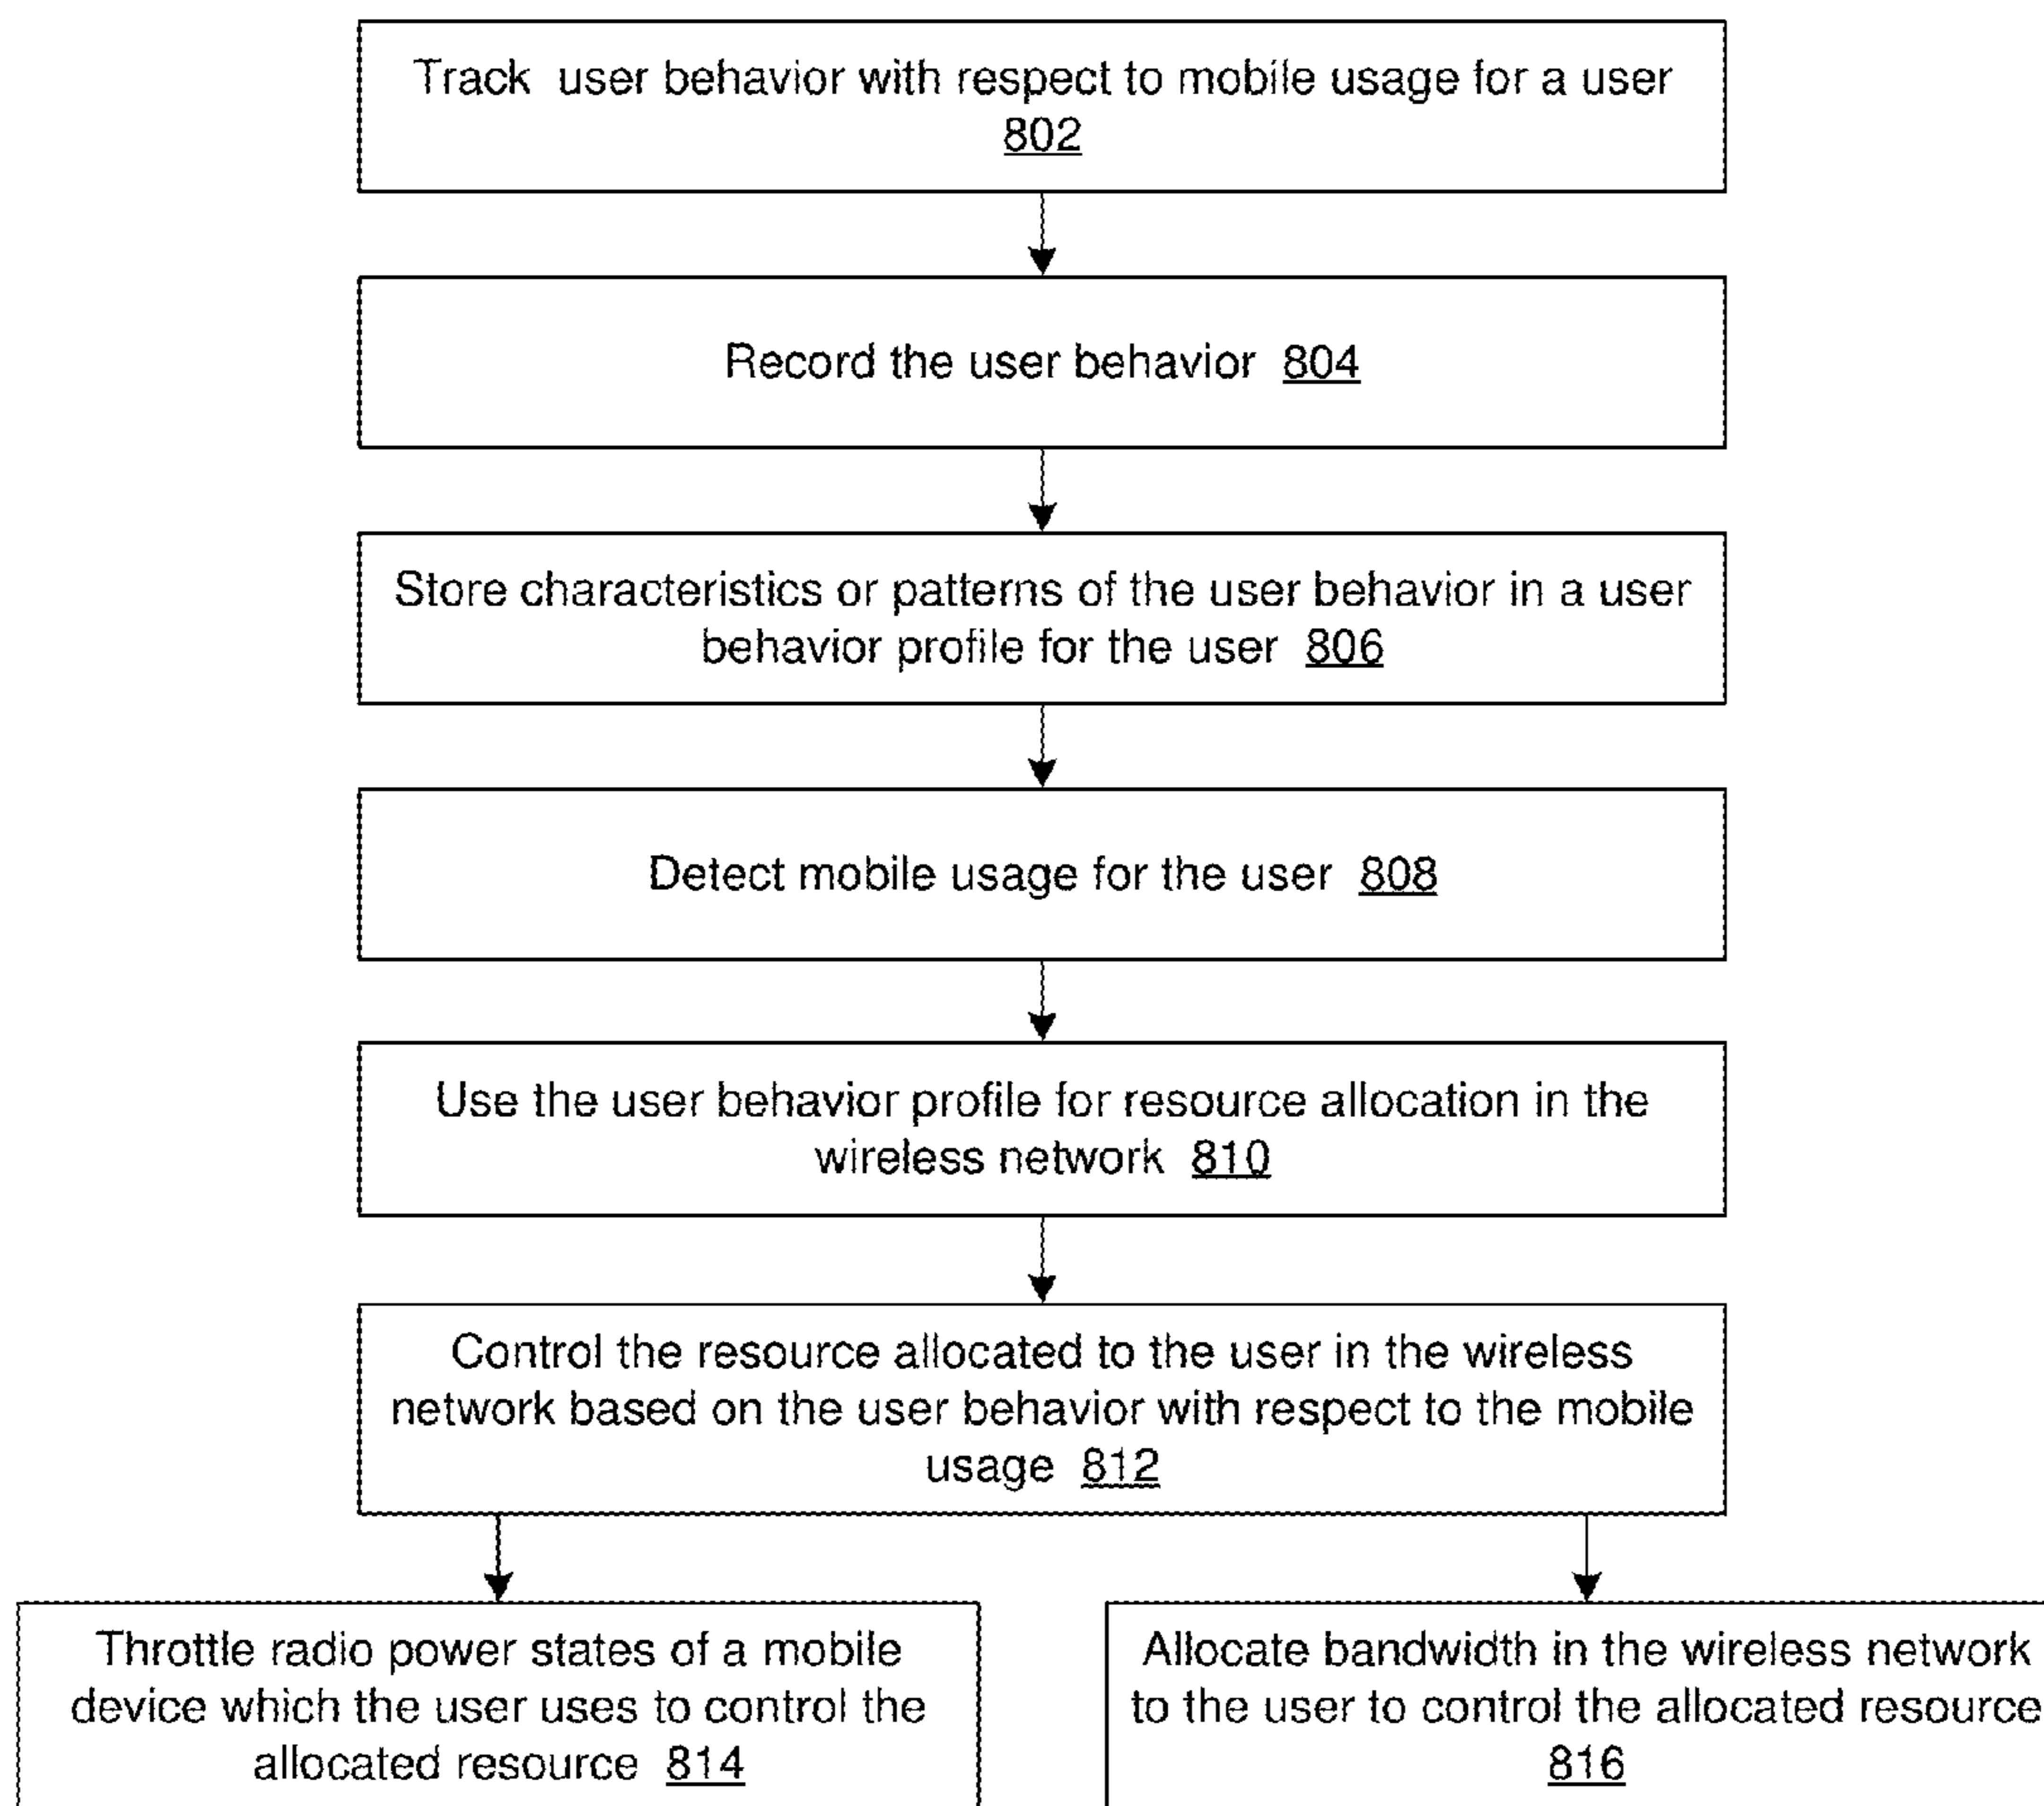 Track user behavior with respect to mobile usage for a user
802
Record the user behavior 804
Store characteristics or patterns of the user behavior in a user
behavior profile for the user 806
Detect mobile usage for the user 808
Use the user behavior profile for resource allocation in the
wireless network 810
Control the resource allocated to the user in the wireless
network based on the user behavior with respect to the mobile
usage 812
Throttle radio power states of a mobile
device which the user uses to control the
allocated resource 814
Allocate bandwidth in the wireless network
to the user to control the allocated resource
816